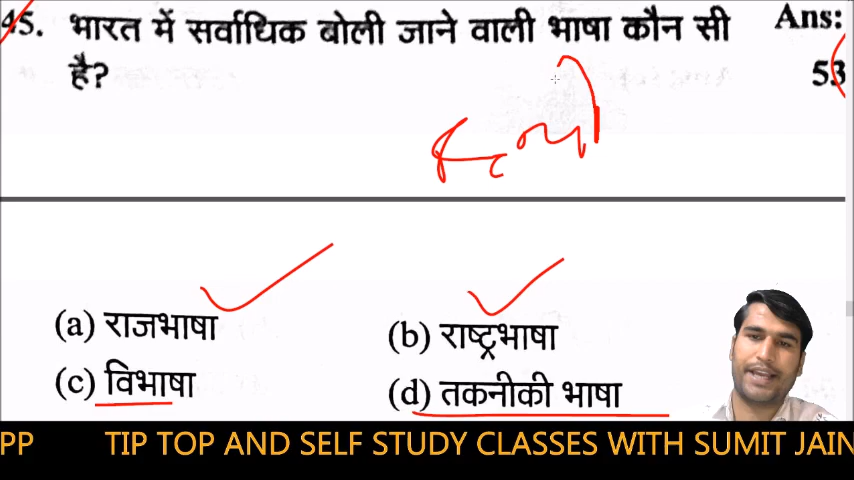 45. भारत में सर्वाधिक बोली जाने वाली भाषा कौन सी
है?
Ans:
53
(a) राजभाषा
(b) राष्ट्रभाषा
(c) विभाषा
(d) तकनीकी भाषा
PP TIP TOP AND SELF STUDY CLASSES WITH SUMIT JAIN